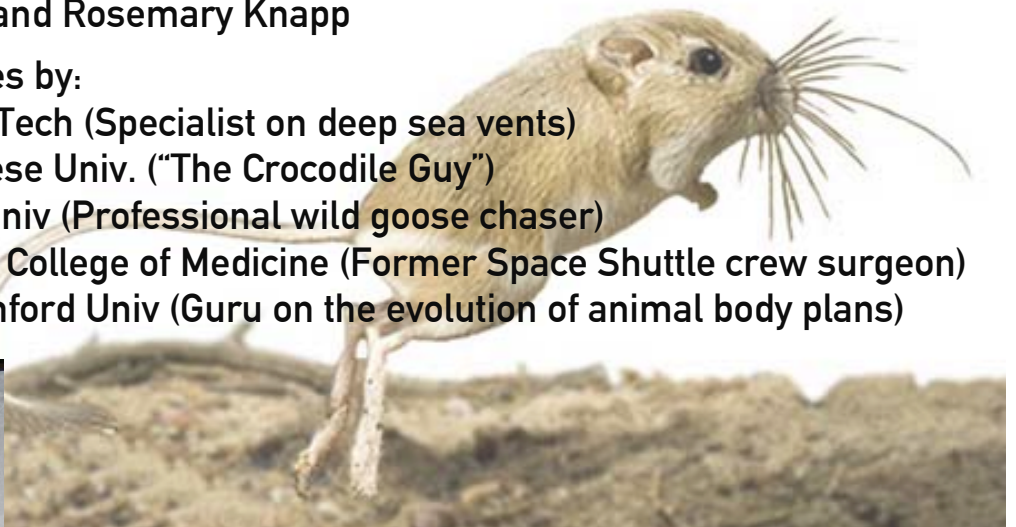 and Rosemary Knapp
es by:
Tech (Specialist on deep sea vents)
ese Univ. (“The Crocodile Guy”)
niv (Professional wild goose chaser)
College of Medicine (Former Space Shuttle crew surgeon)
nford Univ (Guru on the evolution of animal body plans)